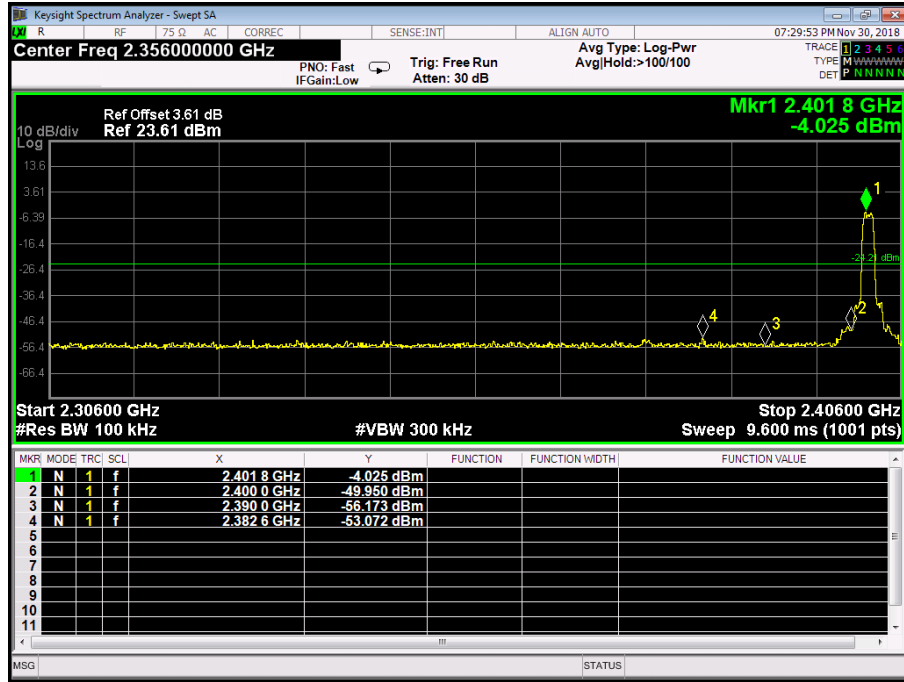 Keysight Spectrum Analyzer - Swept SA
LXI R RF 75 Ω AC CORREC SENSE:INT ALIGN AUTO 07:29:53 PM Nov 30, 2018
Center Freq 2.356000000 GHz
PNO: Fast
IFGain:Low
Trig: Free Run
Atten: 30 dB
Avg Type: Log-Pwr
Avg|Hold:>100/100
TRACE 1 2 3 4 5 6
TYPE M WWWWW
DET P N N N N N
Ref Offset 3.61 dB
10 dB/div Ref 23.61 dBm
Log
Mkr1 2.401 8 GHz
-4.025 dBm
13.6
3.61
-6.39
-16.4
-26.4
-36.4
-46.4
-56.4
-66.4
1
-24.21 dBm
2
4
3
Start 2.30600 GHz Stop 2.40600 GHz
#Res BW 100 kHz #VBW 300 kHz Sweep 9.600 ms (1001 pts)
MKR MODE TRC SCL X Y FUNCTION FUNCTION WIDTH FUNCTION VALUE
1 N 1 f 2.401 8 GHz -4.025 dBm
2 N 1 f 2.400 0 GHz -49.950 dBm
3 N 1 f 2.390 0 GHz -56.173 dBm
4 N 1 f 2.382 6 GHz -53.072 dBm
5
6
7
8
9
10
11
MSG STATUS